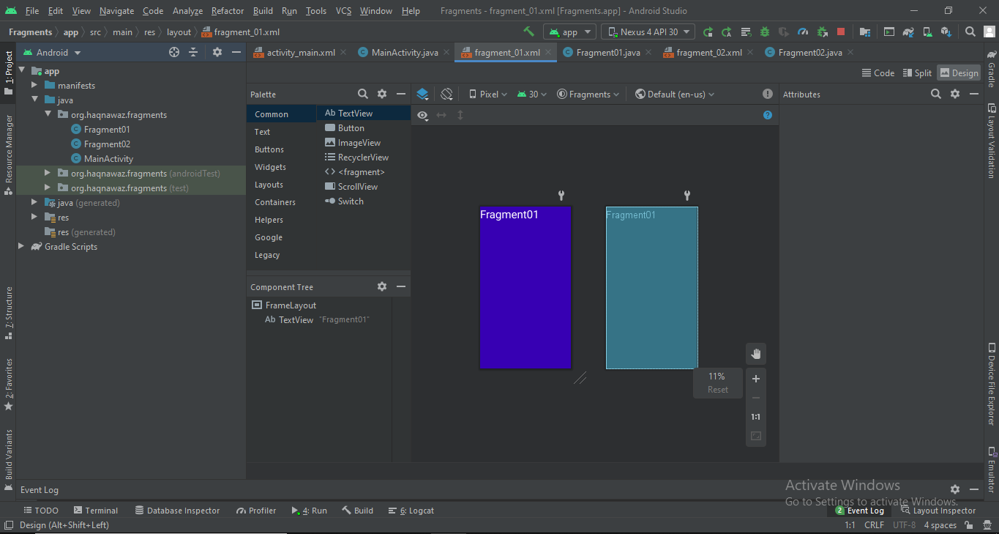 File Edit View Navigate Code Analyze Refactor Build Run Tools VCS Window Help Fragments - fragment_01.xml [Fragments.app] - Android Studio
Fragments app src main res layout fragment_01.xml app Nexus 4 API 30
1: Project
Resource Manager
7: Structure
2: Favorites
Build Variants
Android
app
manifests
java
org.haqnawaz.fragments
Fragment01
Fragment02
MainActivity
org.haqnawaz.fragments (androidTest)
org.haqnawaz.fragments (test)
java (generated)
res
res (generated)
Gradle Scripts
activity_main.xml MainActivity.java fragment_01.xml Fragment01.java fragment_02.xml Fragment02.java
Code Split Design
Palette
Common
Text
Buttons
Widgets
Layouts
Containers
Helpers
Google
Legacy
Ab TextView
Button
ImageView
RecyclerView
<fragment>
ScrollView
Switch
Component Tree
FrameLayout
Ab TextView "Fragment01"
Pixel 30 Fragments Default (en-us)
Fragment01
Fragment01
11%
Reset
1:1
Attributes
Gradle
Layout Validation
Device File Explorer
Emulator
Event Log
Activate Windows
Go to Settings to activate Windows.
TODO Terminal Database Inspector Profiler 4: Run Build 6: Logcat 2 Event Log Layout Inspector
Design (Alt+Shift+Left) 1:1 CRLF UTF-8 4 spaces